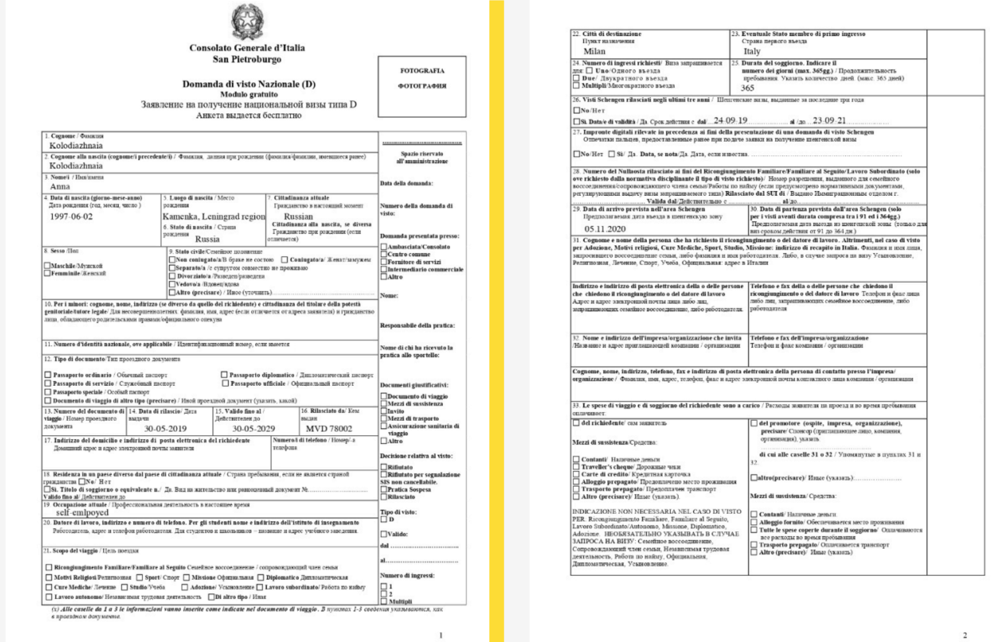 Consolato Generale d'Italia
San Pietroburgo
FOTOGRAFIA
ФОТОГРАФИЯ
Domanda di visto Nazionale (D)
Modulo gratuito
Заявление на получение национальной визы типа D
Анкета выдается бесплатно
1. Cognome / Фамилия
Kolodiazhnaia
2. Cognome alla nascita (cognome/i precedente/i) / Фамилия, данная при рождении (фамилия/фамилии, имевшиеся ранее)
Kolodiazhnaia
3. Nome/i / Имя/имена
Anna
4. Data di nascita (giorno-mese-anno)
Дата рождения (год, месяц, число )
1997-06-02
5. Luogo di nascita / Место
рождения
Kamenka, Leningrad region
6. Stato di nascita / Страна
рождения
Russia
7. Cittadinanza attuale
Гражданство в настоящий момент
Russian
Cittadinanza alla nascita, se diversa
Гражданство при рождении (если
отличается)
8. Sesso /Пол
Maschile/Мужской
Femminile/Женский
9. Stato civile/Семейное положение
Non coniugato/a/В браке не состою Coniugato/a/ Женат/замужем
Separato/a /с супругом совместно не проживаю
Divorziato/a /Разведен/разведена
Vedovo/a /Вдовец/вдова
Altro (precisare) / Иное (уточнить)
10. Per i minori: cognome, nome, indirizzo (se diverso da quello del richiedente) e cittadinanza del titolare della potestà
genitoriale/tutore legale/ Для несовершеннолетних фамилия, имя, адрес (если отличается от адреса заявителя) и гражданство
лица, обладающего родительскими правами/официального опекуна
11. Numero d'identità nazionale, ove applicabile / Идентификационный номер, если имеется
12. Tipo di documento/Тип проездного документа
Passaporto ordinario / Обычный паспорт Passaporto diplomatico / Дипломатический паспорт
Passaporto di servizio / Служебный паспорт Passaporto ufficiale / Официальный паспорт
Passaporto speciale / Особый паспорт
Documento di viaggio di altro tipo (precisare) / Иной проездной документ (указать, какой)
13. Numero del documento di
viaggio / Номер проездного
документа
14. Data di rilascio/ Дата
выдачи
30-05-2019
15. Valido fino al /
Действителен до
30-05-2029
16. Rilasciato da/ Кем
выдан
MVD 78002
17. Indirizzo del domicilio e indirizzo di posta elettronica del richiedente
Домашний адрес и адрес электронной почты заявителя
Numero/i di telefono / Номер/-а
телефона
18. Residenza in un paese diverso dal paese di cittadinanza attuale / Страна пребывания, если не является страной
гражданства No/ Нет
Sì. Titolo di soggiorno o equivalente n./ Да. Вид на жительство или равноценный документ №
Valido fino al/ Действителен до
19. Occupazione attuale / Профессиональная деятельность в настоящее время
self-emlpoyed
20. Datore di lavoro, indirizzo e numero di telefono. Per gli studenti nome e indirizzo dell'istituto di insegnamento
Работодатель, адрес и телефон работодателя. Для студентов и школьников – название и адрес учебного заведения.
21. Scopo del viaggio / Цель поездки
Ricongiungimento Familiare/Familiare al Seguito Семейное воссоединение / сопровождающий член семьи
Motivi Religiosi/Религиозная Sport/ Спорт Missione Официальная Diplomatico Дипломатическая
Cure Mediche/ Лечение Studio/Учеба Adozione/ Усыновление Lavoro subordinato/ Работа по найму
Lavoro autonomo/ Независимая трудовая деятельность Di altro tipo / Иная
(x) Alle caselle da 1 a 3 le informazioni vanno inserite come indicate nel documento di viaggio. В пунктах 1-3 сведения указываются, как
в проездном документе.
Spazio riservato
all'amministrazione
Data della domanda:
Numero della domanda di
visto:
Domanda presentata presso:
Ambasciata/Consolato
Centro comune
Fornitore di servizi
Intermediario commerciale
Altro
Nome:
Responsabile della pratica:
Nome di chi ha ricevuto la
pratica allo sportello:
Documenti giustificativi:
Documento di viaggio
Mezzi di sussistenza
Invito
Mezzi di trasporto
Assicurazione sanitaria di
viaggio
Altro
Decisione relativa al visto:
Rifiutato
Rifiutato per segnalazione
SIS non cancellabile.
Pratica Sospesa
Rilasciato
Tipo di visto:
D
Valido:
dal
al
Numero di ingressi:
1
2
Multipli
1
22. Città di destinazione
Пункт назначения
Milan
23. Eventuale Stato membro di primo ingresso
Страна первого въезда
Italy
24. Numero di ingressi richiesti/ Виза запрашивается
для: Uno/Одного въезда
Due/ Двукратного въезда
Multipli/Многократного въезда
25. Durata del soggiorno. Indicare il
numero dei giorni (max. 365gg.) / Продолжительность
пребывания. Указать количество дней. (макс. 365 дней)
365
26. Visti Schengen rilasciati negli ultimi tre anni / Шенгенские визы, выданные за последние три года
No/Нет
Sì. Data/e di validità / Да. Срок действия с dal/ 24-09-19 al /до 23-09-21
27. Impronte digitali rilevate in precedenza ai fini della presentazione di una domanda di visto Schengen
Отпечатки пальцев, предоставленные ранее при подаче заявки на получение шенгенской визы
No/Нет Sì/ Да. Data, se nota/Да. Дата, если известна.
28. Numero del Nullaosta rilasciato ai fini del Ricongiungimento Familiare/Familiare al Seguito/Lavoro Subordinato (solo
ove richiesto dalla normativa disciplinante il tipo di visto richiesto)/ Номер разрешения, выданного для семейного
воссоединения/сопровождающего члена семьи/Работы по найму (если предусмотрено нормативными документами,
регулирующими выдачу визы запрашиваемого типа) Rilasciato dal SUI di / Выдано Иммиграционным отделом г.
Valida dal/Действительно с al/до
29. Data di arrivo prevista nell'area Schengen
Предполагаемая дата въезда в шенгенскую зону
05.11.2020
30. Data di partenza prevista dall'area Schengen (solo
per i visti aventi durata compresa tra i 91 ed i 364gg.)
Предполагаемая дата выезда из шенгенской зоны (только для
виз сроком действия от 91 до 364 дн.)
31. Cognome e nome della persona che ha richiesto il ricongiungimento o del datore di lavoro. Altrimenti, nel caso di visto
per Adozione, Motivi religiosi, Cure Mediche, Sport, Studio, Missione: indirizzo di recapito in Italia. Фамилия и имя лица,
запросившего воссоединение семьи, либо фамилия и имя работодателя. Либо, в случае запроса на визу Усыновление,
Религиозная, Лечение, Спорт, Учеба, Официальная: адрес в Италии
Indirizzo e indirizzo di posta elettronica della o delle persone
che chiedono il ricongiungimento o del datore di lavoro
Адрес и адрес электронной почты лица либо лиц,
запрашивающих семейное воссоединение, либо работодателя.
Telefono e fax della o delle persone che chiedono il
ricongiungimento o del datore di lavoro Телефон и факс лица
либо лиц, запрашивающих семейное воссоединение, либо
работодателя
32. Nome e indirizzo dell'impresa/organizzazione che invita
/Название и адрес приглашающей компании / организации
Telefono e fax dell'impresa/organizzazione
Телефон и факс компании / организации
Cognome, nome, indirizzo, telefono, fax e indirizzo di posta elettronica della persona di contatto presso l'impresa/
organizzazione / Фамилия, имя, адрес, телефон, факс и адрес электронной почты контактного лица компании / организации
33. Le spese di viaggio e di soggiorno del richiedente sono a carico / Расходы заявителя на проезд и во время пребывания
оплачивает:
del richiedente/ сам заявитель
Mezzi di sussistenza/Средства:
Contanti/ Наличные деньги
Traveller's cheque/ Дорожные чеки
Carte di credito/ Кредитная карточка
Alloggio prepagato/ Предоплачено место проживания
Trasporto prepagato/ Предоплачен транспорт
Altro (precisare)/ Иные (указать).
INDICAZIONE NON NECESSARIA NEL CASO DI VISTO
PER. Ricongiungimento Familiare, Familiare al Seguito,
Lavoro Subordinato/Autonomo, Missione, Diplomatico,
Adozione. НЕОБЯЗАТЕЛЬНО УКАЗЫВАТЬ В СЛУЧАЕ
ЗАПРОСА НА ВИЗУ: Семейное воссоединение,
Сопровождающий член семьи, Независимая трудовая
деятельность, Работа по найму, Официальная,
Дипломатическая, Усыновление.
del promotore (ospite, impresa, organizzazione),
precisare/ Спонсор (приглашающее лицо, компания,
организация), указать
di cui alle caselle 31 o 32 / Упомянутые в пунктах 31 и
32.
altro(precisare)/ Иные (указать):
Mezzi di sussistenza/ Средства:
Contanti/ Наличные деньги
Alloggio fornito/ Обеспечивается место проживания
Tutte le spese coperte durante il soggiorno/ Оплачиваются
все расходы во время пребывания
Trasporto prepagato/ Оплачивается транспорт
Altro (precisare)/ Иные (указать)
2